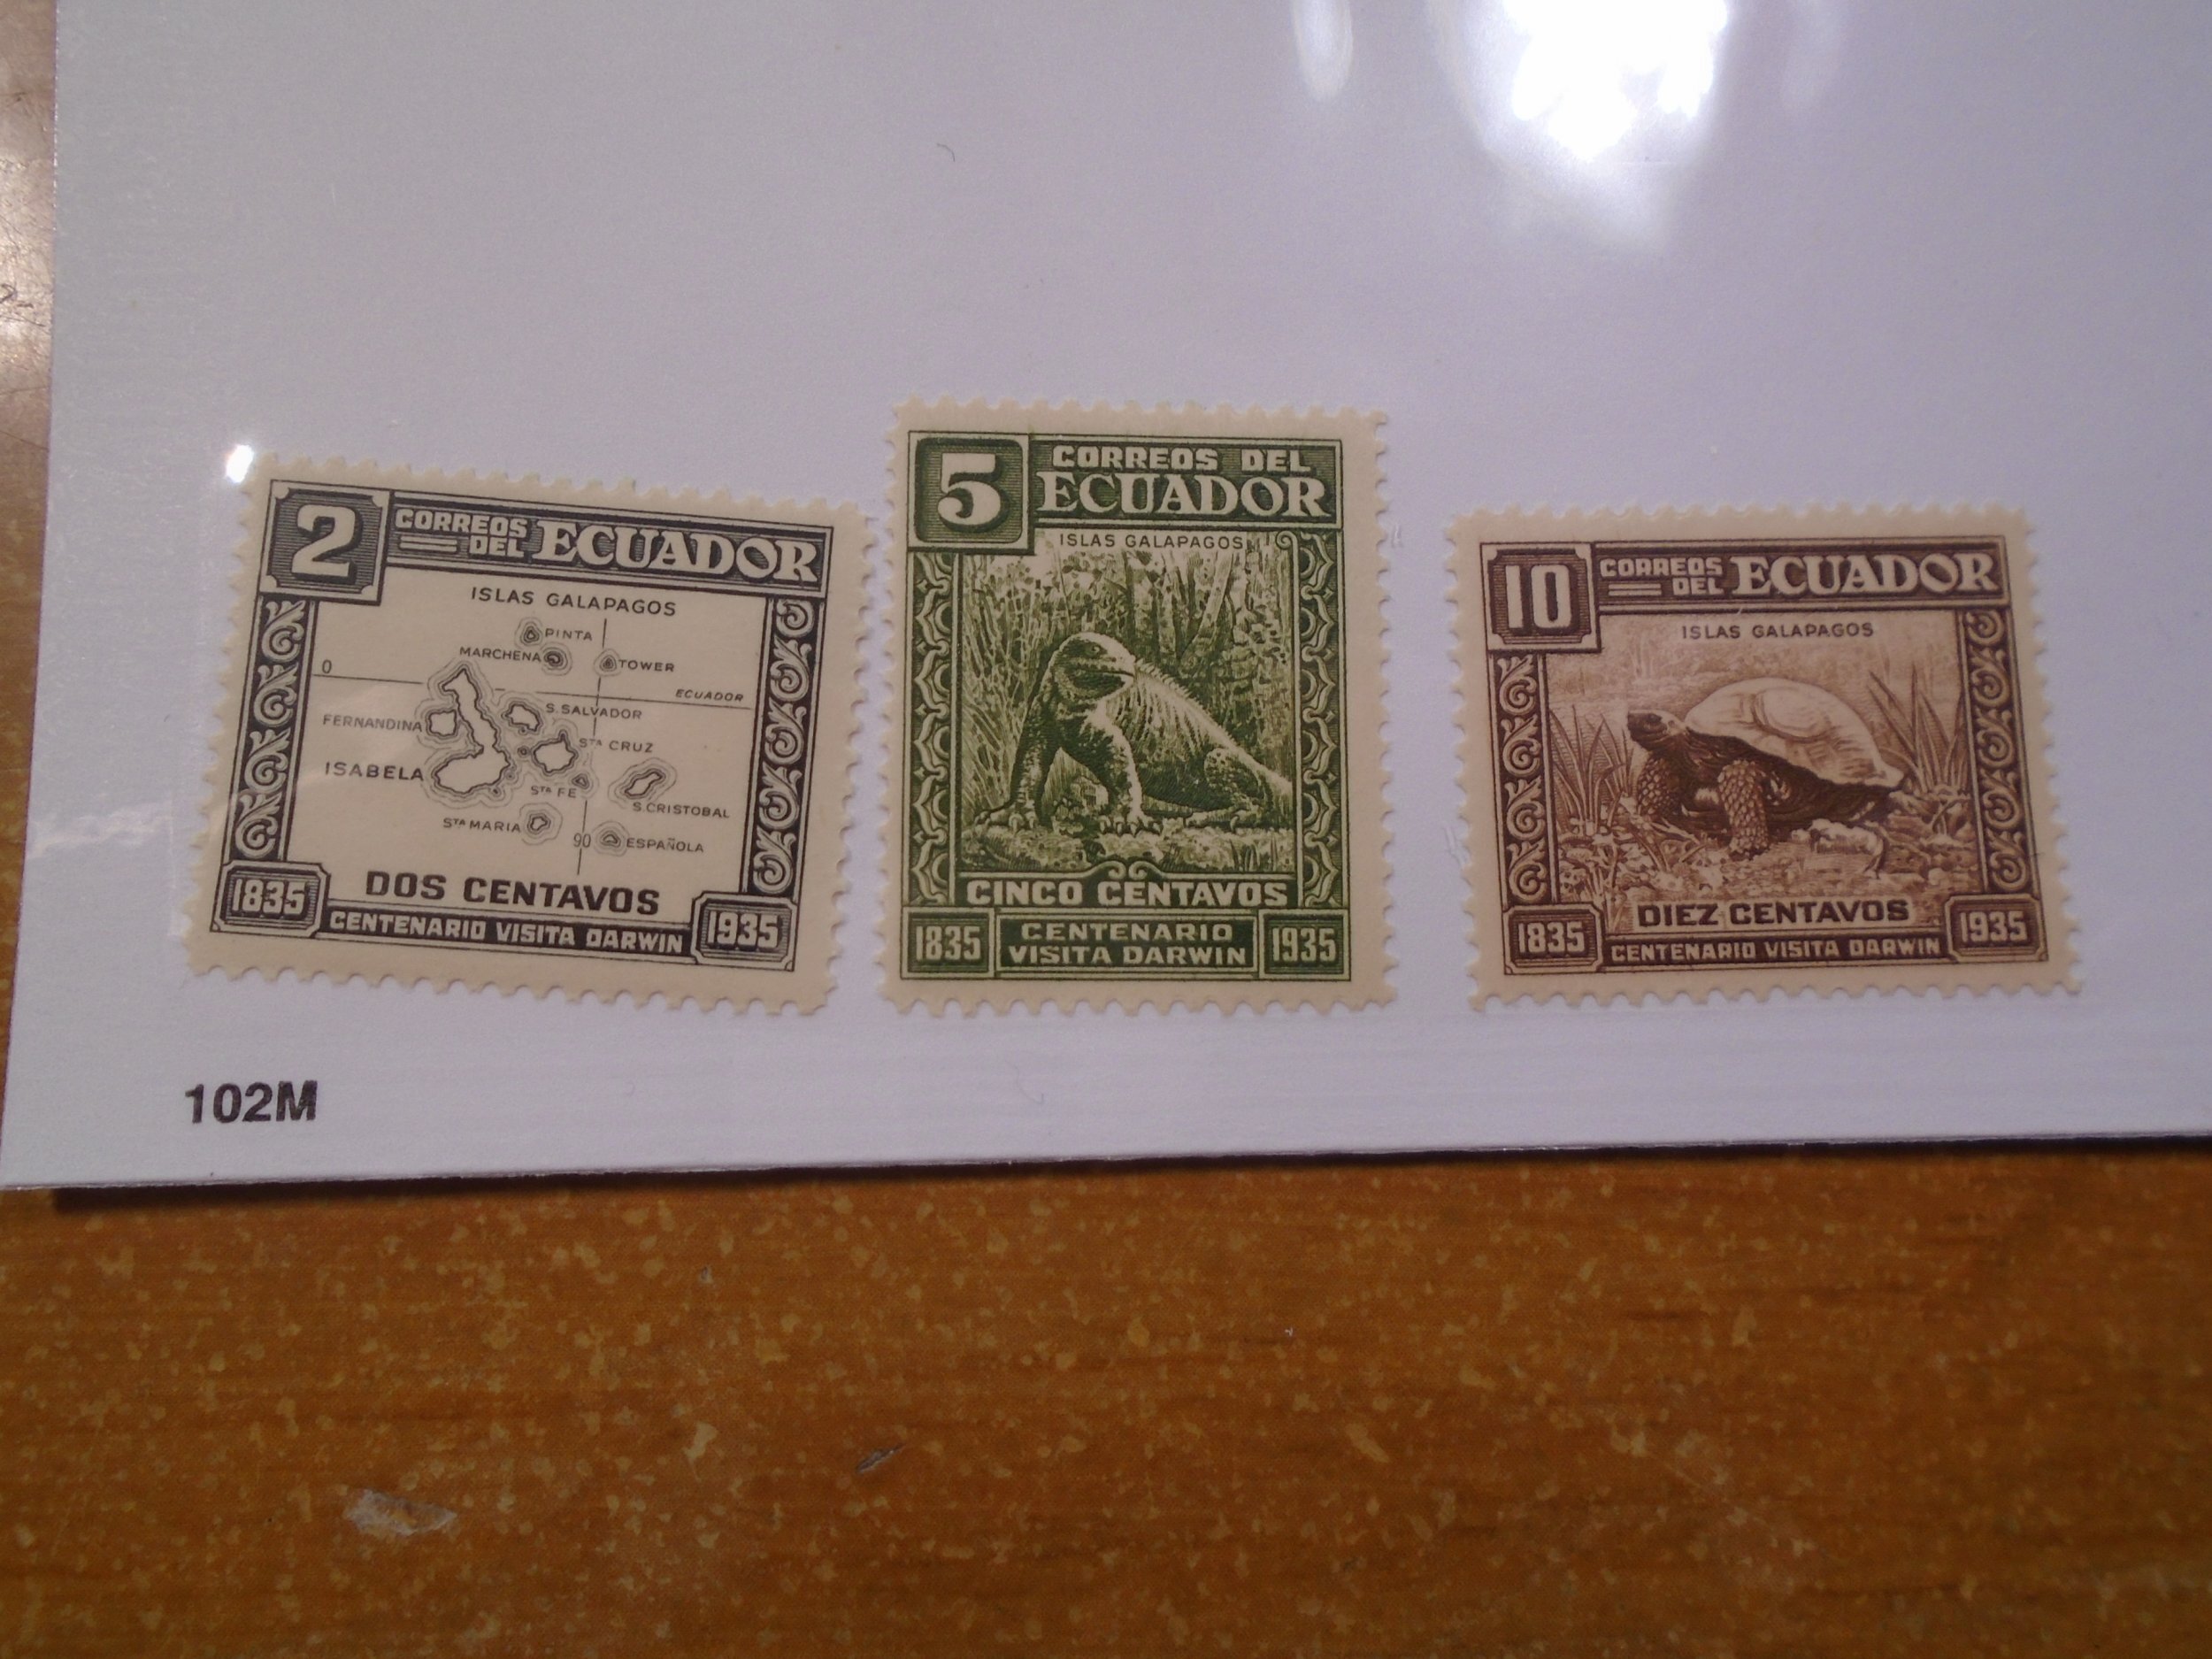 2
CORREOS DEL ECUADOR
ISLAS GALAPAGOS
PINTA
MARCHENA
TOWER
0
ECUADOR
FERNANDINA
S. SALVADOR
STA CRUZ
ISABELA
STA FE
S. CRISTOBAL
STA MARIA
90
ESPAÑOLA
DOS CENTAVOS
1835
CENTENARIO VISITA DARWIN
1935
5
CORREOS DEL
ECUADOR
ISLAS GALAPAGOS
CINCO CENTAVOS
1835
CENTENARIO
VISITA DARWIN
1935
10
CORREOS DEL ECUADOR
ISLAS GALAPAGOS
DIEZ CENTAVOS
1835
CENTENARIO VISITA DARWIN
1935
102M